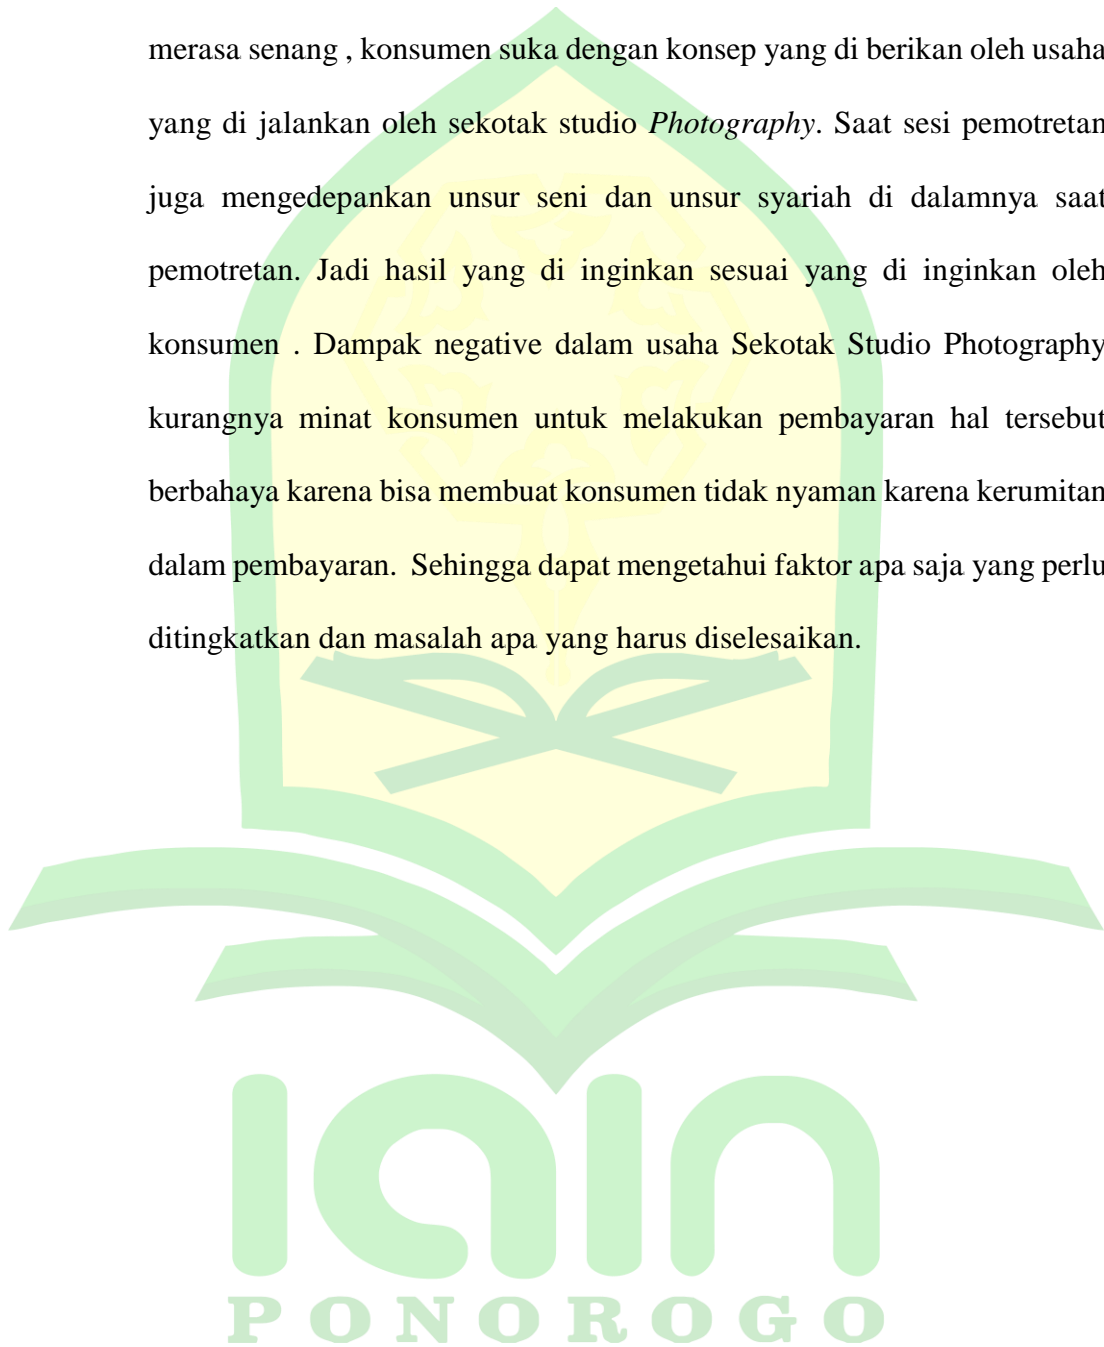 merasa senang , konsumen suka dengan konsep yang di berikan oleh usaha
yang di jalankan oleh sekotak studio Photography. Saat sesi pemotretan
juga mengedepankan unsur seni dan unsur syariah di dalamnya saat
pemotretan. Jadi hasil yang di inginkan sesuai yang di inginkan oleh
konsumen . Dampak negative dalam usaha Sekotak Studio Photography
kurangnya minat konsumen untuk melakukan pembayaran hal tersebut
berbahaya karena bisa membuat konsumen tidak nyaman karena kerumitan
dalam pembayaran. Sehingga dapat mengetahui faktor apa saja yang perlu
ditingkatkan dan masalah apa yang harus diselesaikan.
iain
PONOROGO